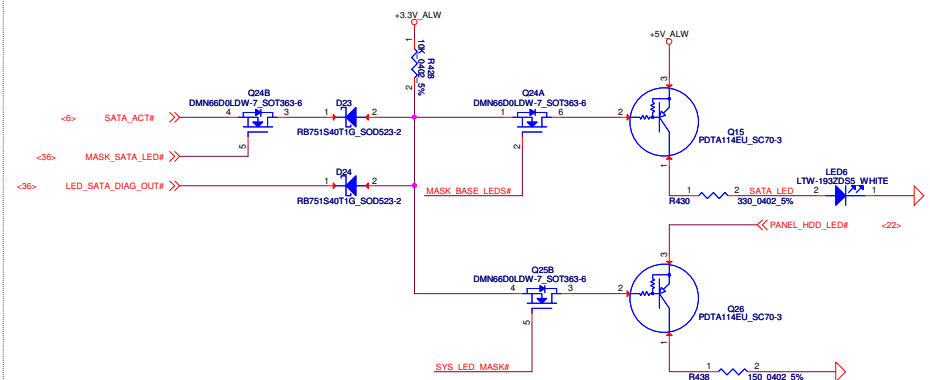 +3.3V_ALW
+5V_ALW
1
R428
10K_0402_5%
2
3
Q24B
DMN66D0LDW-7_SOT363-6
D23
Q24A
DMN66D0LDW-7_SOT363-6
<6>
SATA_ACT#
4
3
1
2
1
6
2
RB751S40T1G_SOD523-2
Q15
PDTA114EU_SC70-3
5
2
1
<36>
MASK_SATA_LED#
D24
LED6
LTW-193ZDS5_WHITE
<36>
LED_SATA_DIAG_OUT#
1
2
MASK_BASE_LEDS#
RB751S40T1G_SOD523-2
1
2
SATA_LED
2
1
R430
330_0402_5%
PANEL_HDD_LED#
<22>
3
Q25B
DMN66D0LDW-7_SOT363-6
4
3
2
5
Q26
PDTA114EU_SC70-3
1
SYS_LED_MASK#
1
2
R438
150_0402_5%